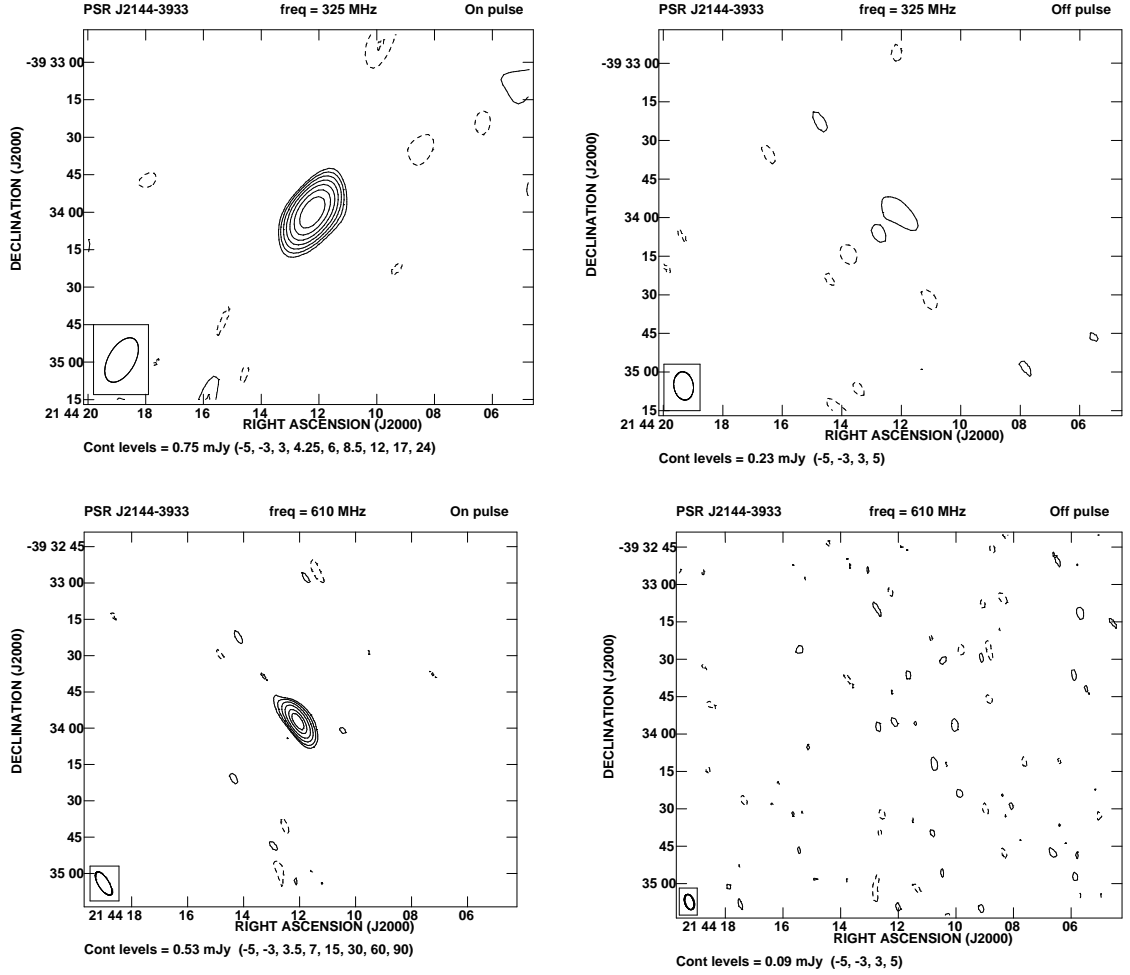 PSR J2144-3933 freq = 325 MHz On pulse
DECLINATION (J2000)
-39 33 00
15
30
45
34 00
15
30
45
35 00
15
21 44 20 18 16 14 12 10 08 06
RIGHT ASCENSION (J2000)
Cont levels = 0.75 mJy (-5, -3, 3, 4.25, 6, 8.5, 12, 17, 24)
PSR J2144-3933 freq = 325 MHz Off pulse
DECLINATION (J2000)
-39 33 00
15
30
45
34 00
15
30
45
35 00
15
21 44 20 18 16 14 12 10 08 06
RIGHT ASCENSION (J2000)
Cont levels = 0.23 mJy (-5, -3, 3, 5)
PSR J2144-3933 freq = 610 MHz On pulse
DECLINATION (J2000)
-39 32 45
33 00
15
30
45
34 00
15
30
45
35 00
21 44 18 16 14 12 10 08 06
RIGHT ASCENSION (J2000)
Cont levels = 0.53 mJy (-5, -3, 3.5, 7, 15, 30, 60, 90)
PSR J2144-3933 freq = 610 MHz Off pulse
DECLINATION (J2000)
-39 32 45
33 00
15
30
45
34 00
15
30
45
35 00
21 44 18 16 14 12 10 08 06
RIGHT ASCENSION (J2000)
Cont levels = 0.09 mJy (-5, -3, 3, 5)